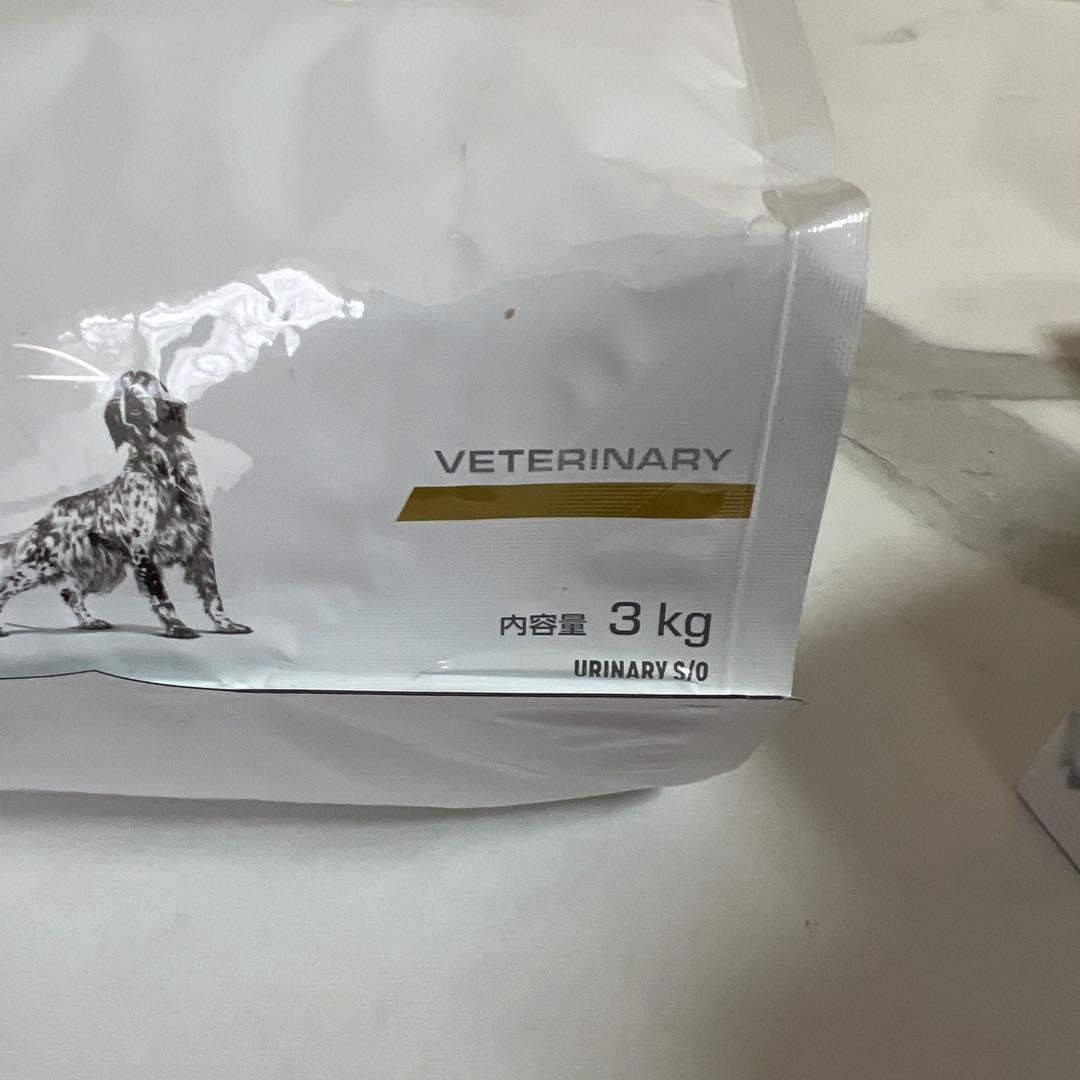 VETERINARY
内容量 3 kg
URINARY S/O